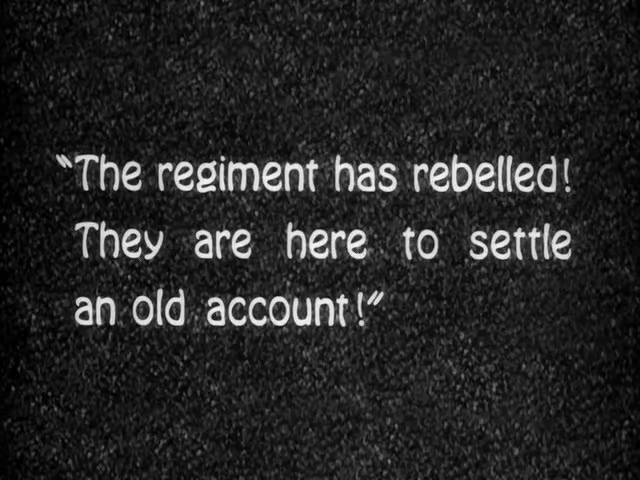 “The regiment has rebelled!
They are here to settle
an old account!”